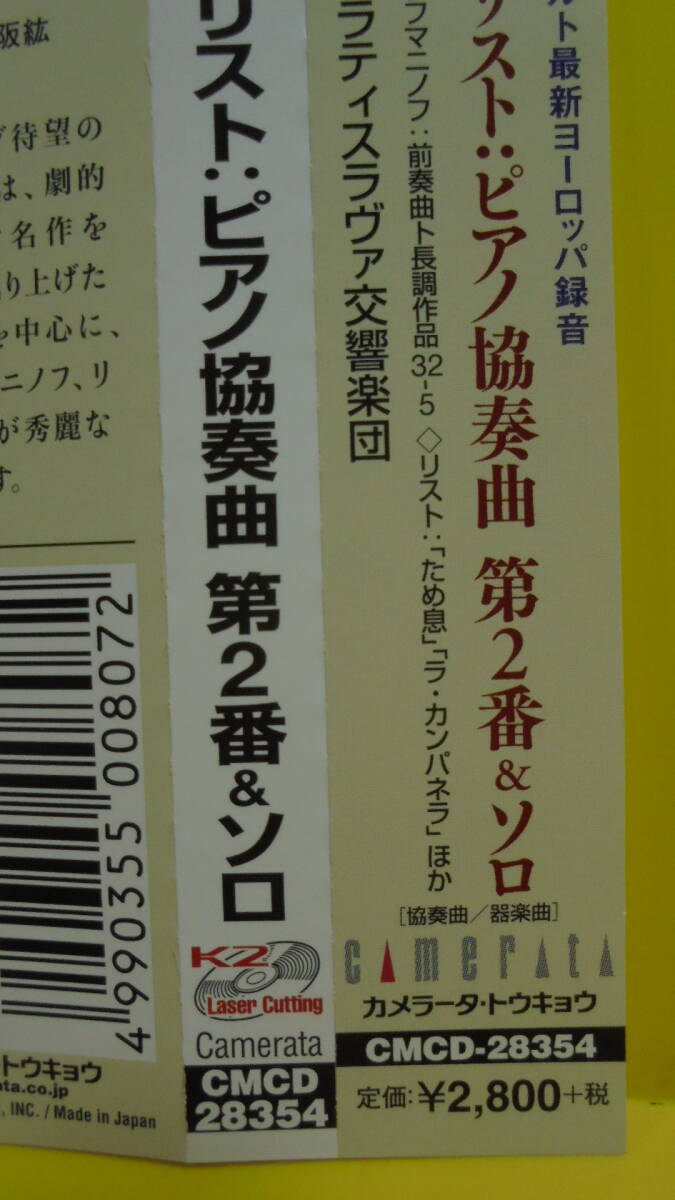 ルト最新ヨーロッパ録音
リスト:ピアノ協奏曲 第2番&ソロ
フマニノフ:前奏曲ト長調作品32-5 ◇リスト:「ため息」「ラ・カンパネラ」ほか
ラティスラヴァ交響楽団
[協奏曲/器楽曲]
camerata
カメラータ・トウキョウ
CMCD-28354
定価:¥2,800+税
リスト:ピアノ協奏曲 第2番&ソロ
K2
Laser Cutting
Camerata
CMCD
28354
阪紘
待望の
は、劇的
名作を
り上げた
中心に、
ニノフ、リ
が秀麗な
す。
4 990355 008072
トウキョウ
ata.co.jp
, INC. / Made in Japan